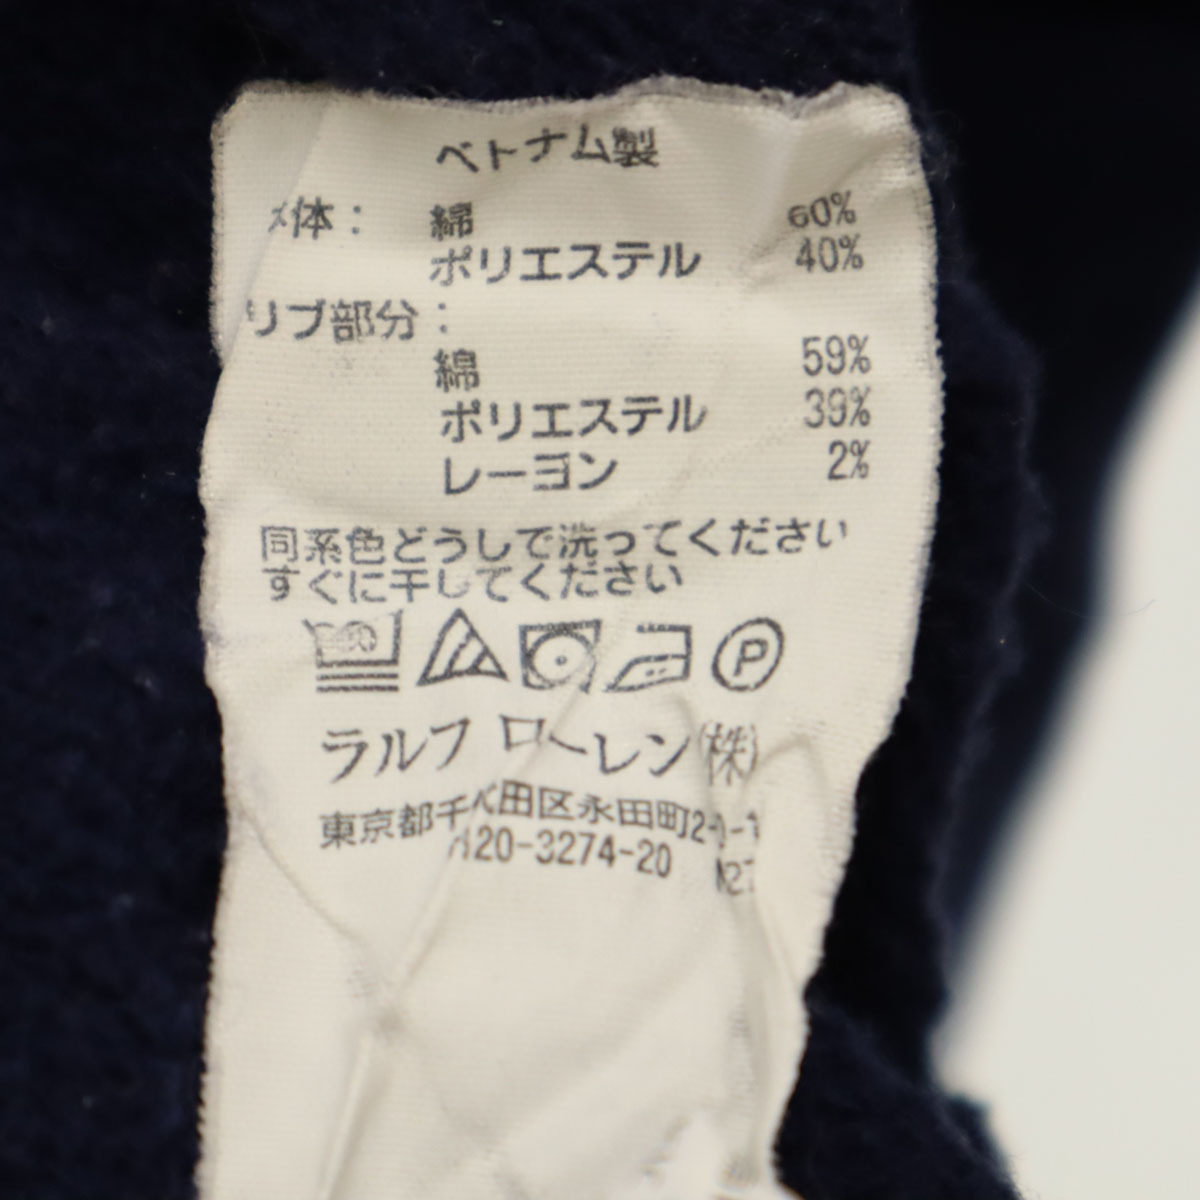 ベトナム製
体： 綿 60%
ポリエステル 40%
リブ部分：
綿 59%
ポリエステル 39%
レーヨン 2%
同系色どうしで洗ってください
すぐに干してください
P
ラルフ ローレン㈱
東京都千代田区永田町
120-3274-20